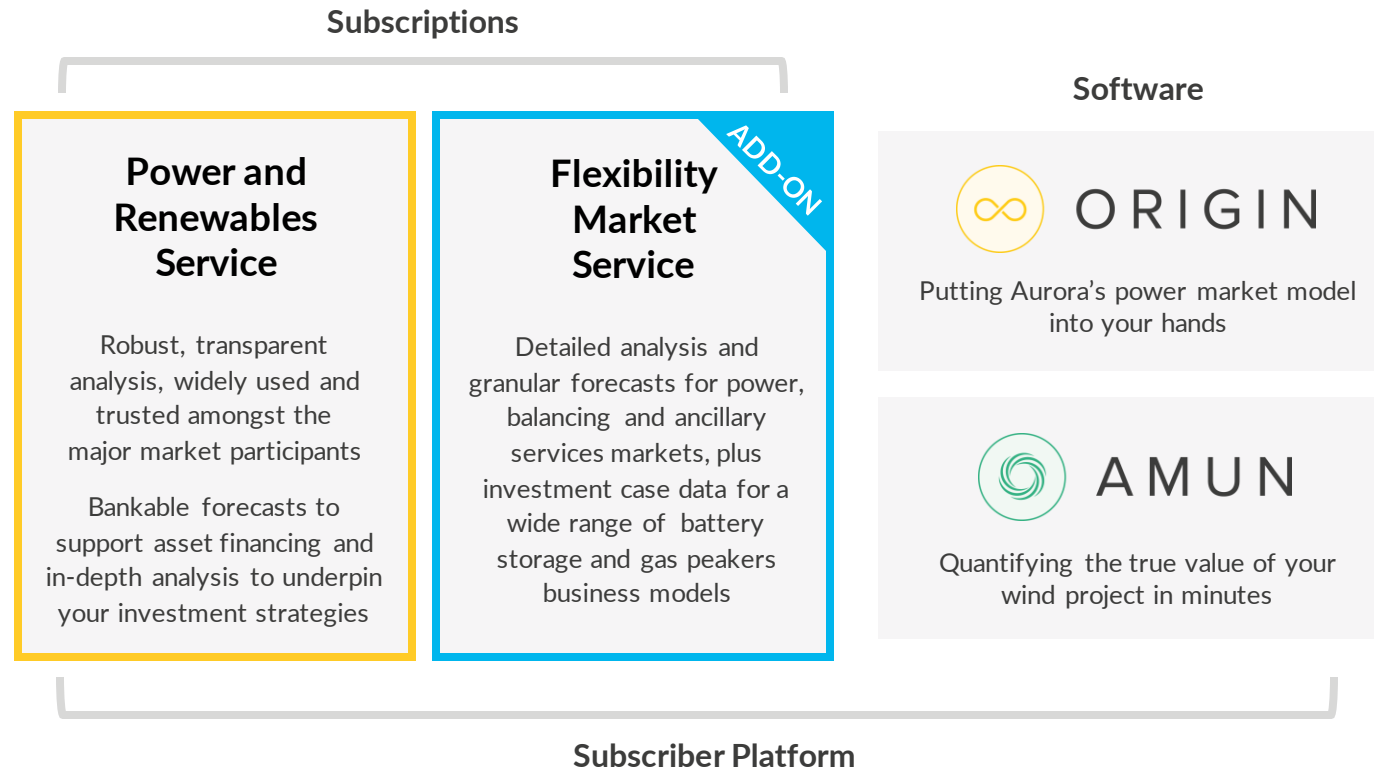 Subscriptions
Power and
Renewables
Service
Robust, transparent
analysis, widely used and
trusted amongst the
major market participants
Bankable forecasts to
support asset financing and
in-depth analysis to underpin
your investment strategies
ADD-ON
Flexibility
Market
Service
Detailed analysis and
granular forecasts for power,
balancing and ancillary
services markets, plus
investment case data for a
wide range of battery
storage and gas peakers
business models
Software
ORIGIN
Putting Aurora’s power market model
into your hands
AMUN
Quantifying the true value of your
wind project in minutes
Subscriber Platform